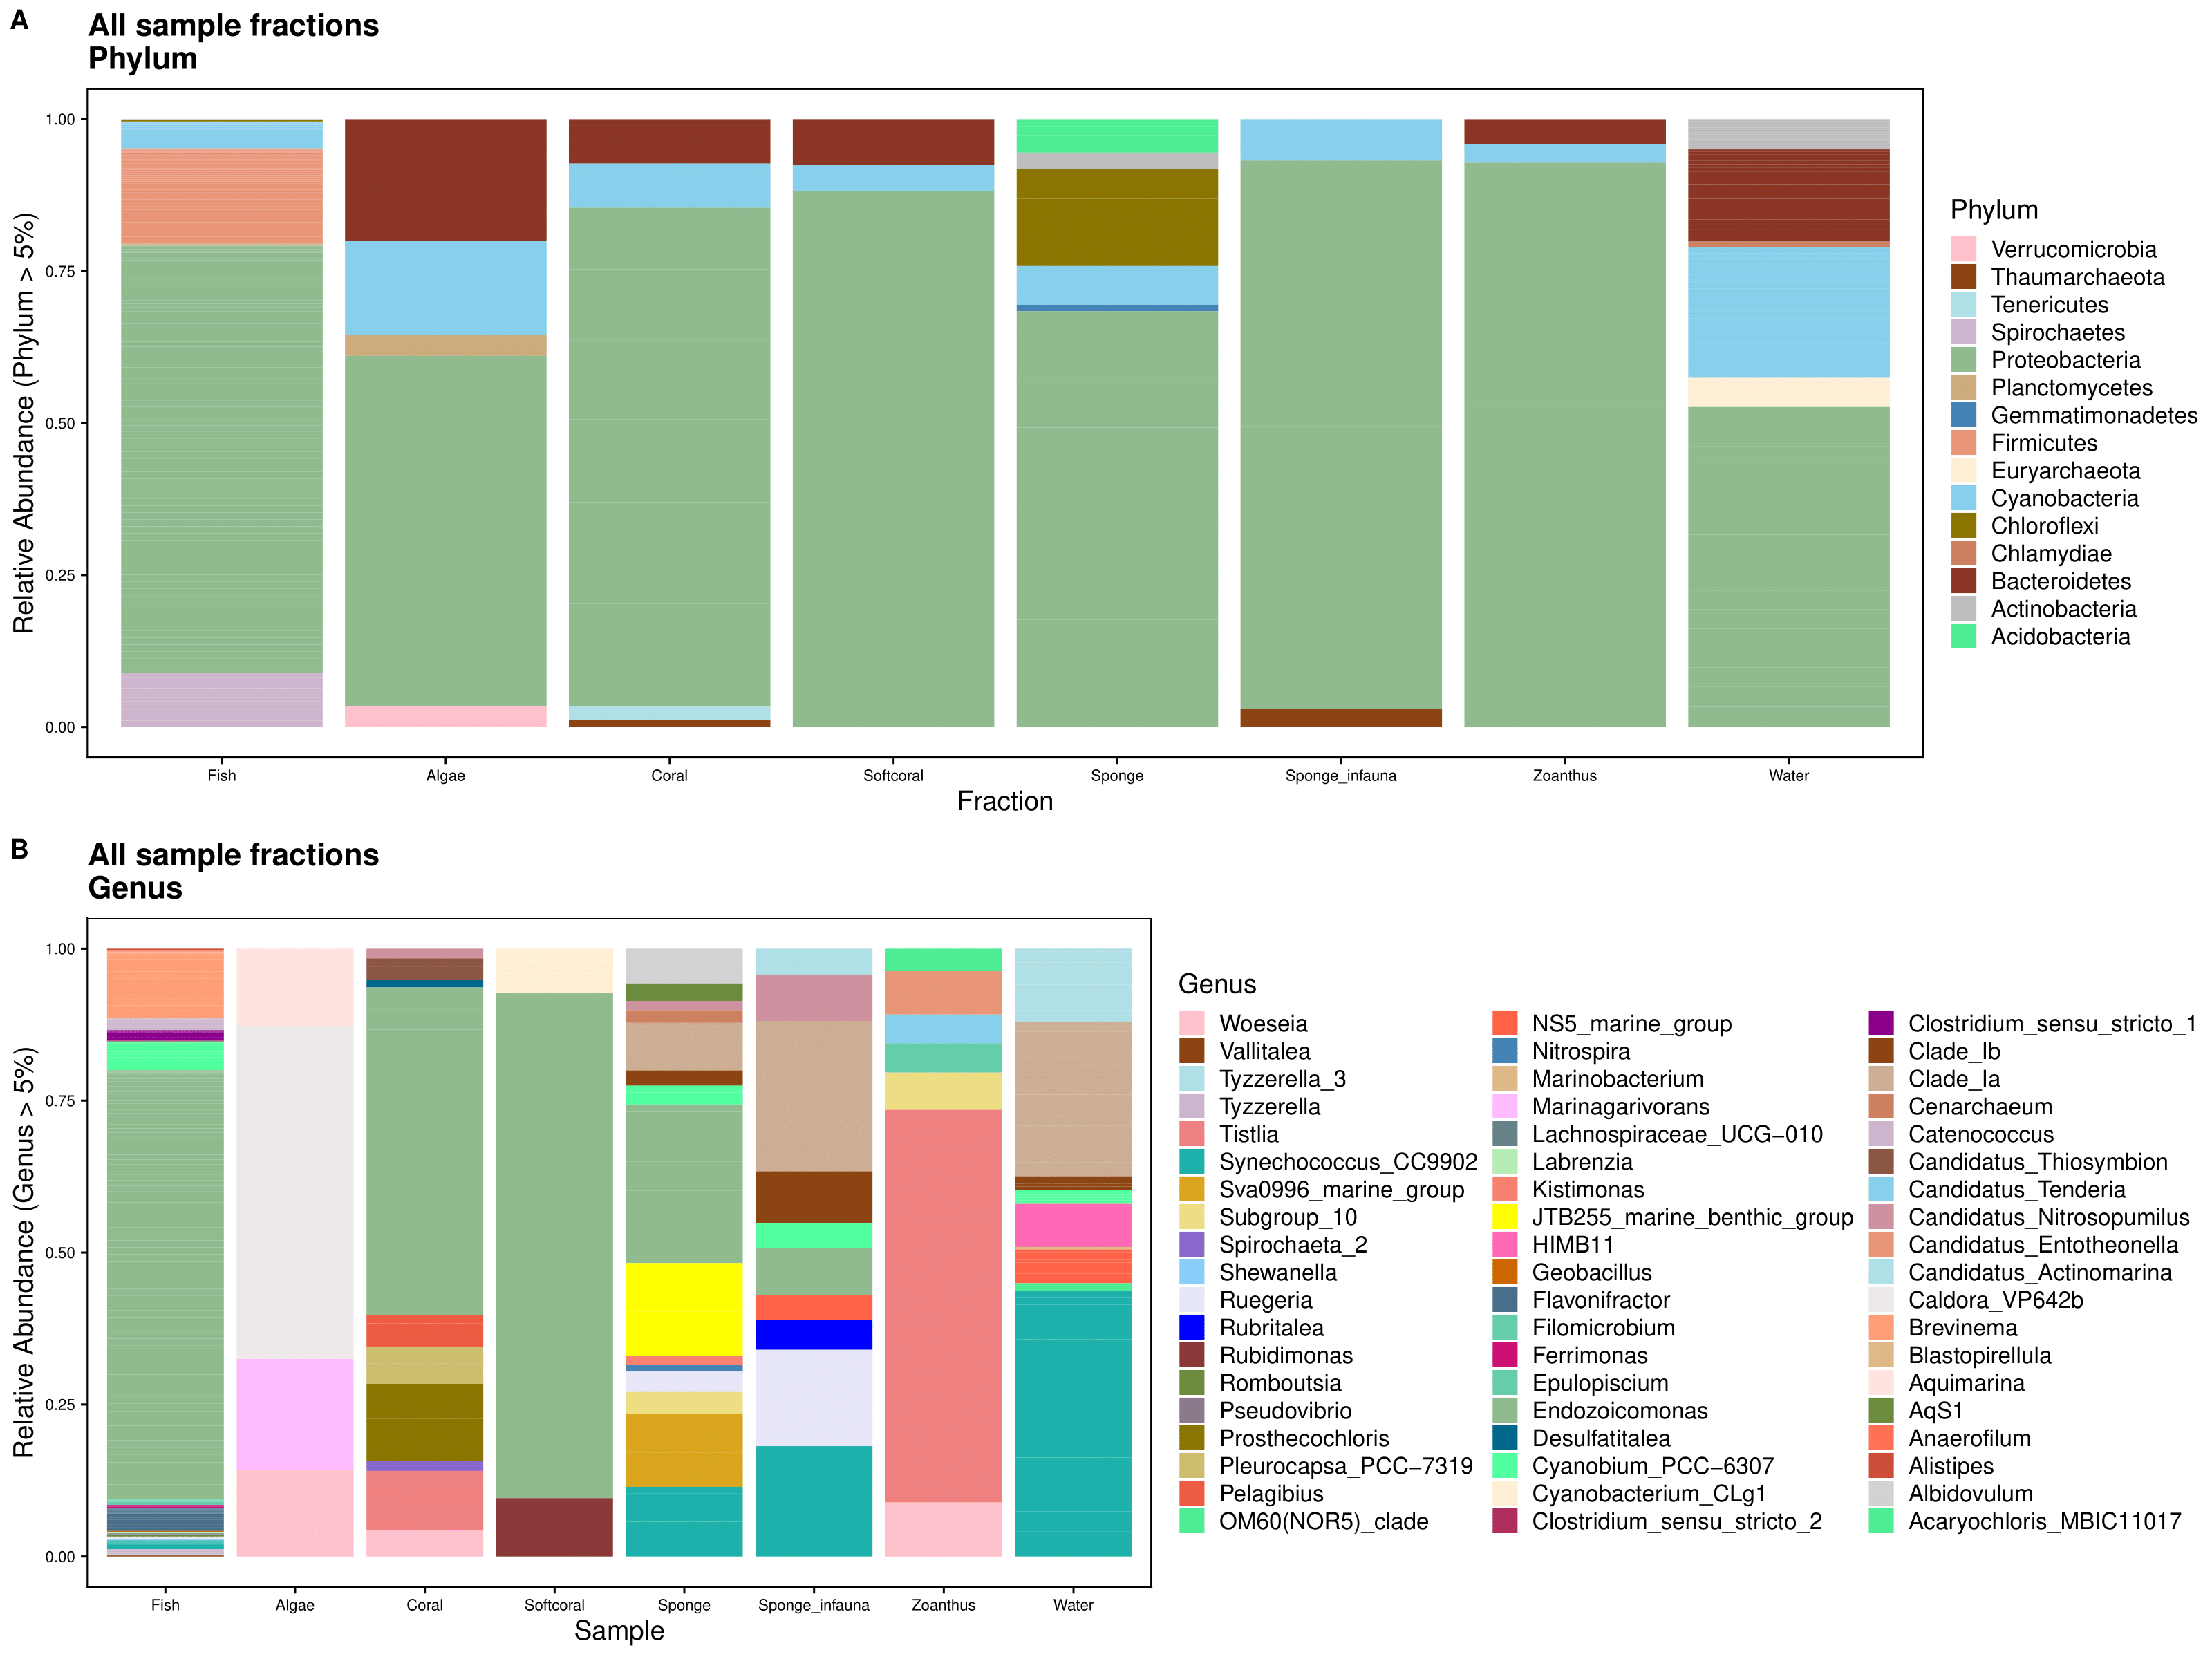 A
All sample fractions
Phylum
Relative Abundance (Phylum > 5%)
1.00
0.75
0.50
0.25
0.00
Fish
Algae
Coral
Softcoral
Sponge
Sponge_infauna
Zoanthus
Water
Fraction
Phylum
Verrucomicrobia
Thaumarchaeota
Tenericutes
Spirochaetes
Proteobacteria
Planctomycetes
Gemmatimonadetes
Firmicutes
Euryarchaeota
Cyanobacteria
Chloroflexi
Chlamydiae
Bacteroidetes
Actinobacteria
Acidobacteria
B
All sample fractions
Genus
Relative Abundance (Genus > 5%)
1.00
0.75
0.50
0.25
0.00
Fish
Algae
Coral
Softcoral
Sponge
Sponge_infauna
Zoanthus
Water
Sample
Genus
Woeseia
Vallitalea
Tyzzerella_3
Tyzzerella
Tistlia
Synechococcus_CC9902
Sva0996_marine_group
Subgroup_10
Spirochaeta_2
Shewanella
Ruegeria
Rubritalea
Rubidimonas
Romboutsia
Pseudovibrio
Prosthecochloris
Pleurocapsa_PCC−7319
Pelagibius
OM60(NOR5)_clade
NS5_marine_group
Nitrospira
Marinobacterium
Marinagarivorans
Lachnospiraceae_UCG−010
Labrenzia
Kistimonas
JTB255_marine_benthic_group
HIMB11
Geobacillus
Flavonifractor
Filomicrobium
Ferrimonas
Epulopiscium
Endozoicomonas
Desulfatitalea
Cyanobium_PCC−6307
Cyanobacterium_CLg1
Clostridium_sensu_stricto_2
Clostridium_sensu_stricto_1
Clade_Ib
Clade_Ia
Cenarchaeum
Catenococcus
Candidatus_Thiosymbion
Candidatus_Tenderia
Candidatus_Nitrosopumilus
Candidatus_Entotheonella
Candidatus_Actinomarina
Caldora_VP642b
Brevinema
Blastopirellula
Aquimarina
AqS1
Anaerofilum
Alistipes
Albidovulum
Acaryochloris_MBIC11017